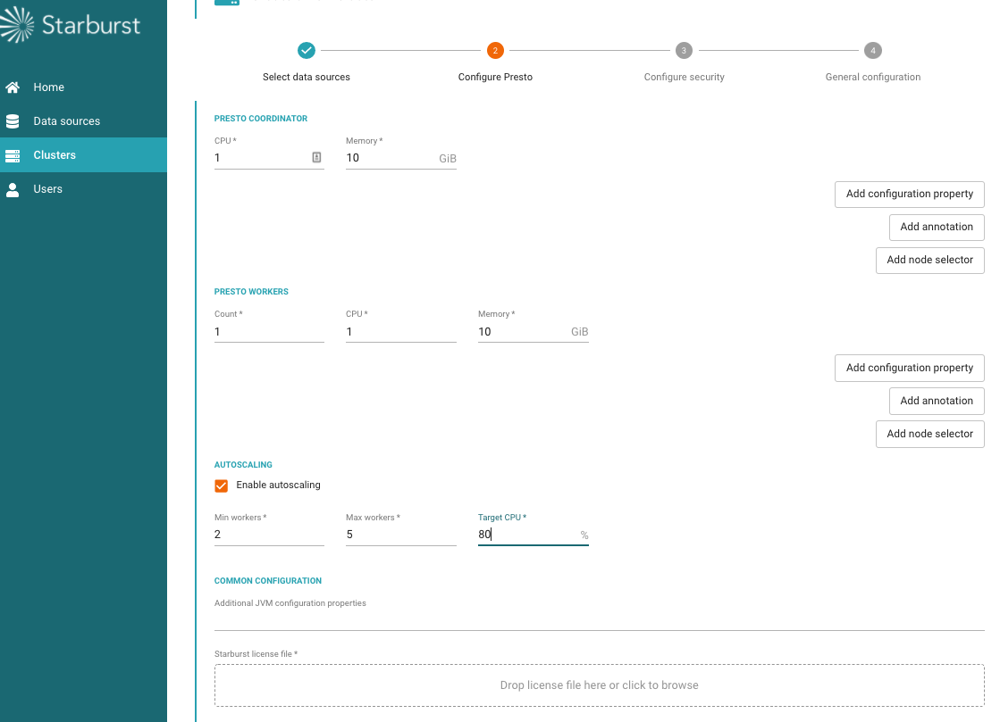 Starburst
Home
Data sources
Clusters
Users
2
3
4
Select data sources
Configure Presto
Configure security
General configuration
PRESTO COORDINATOR
CPU *
Memory *
1
10
GiB
Add configuration property
Add annotation
Add node selector
PRESTO WORKERS
Count *
CPU *
Memory *
1
1
10
GiB
Add configuration property
Add annotation
Add node selector
AUTOSCALING
Enable autoscaling
Min workers *
Max workers *
Target CPU *
2
5
80
%
COMMON CONFIGURATION
Additional JVM configuration properties
Starburst license file *
Drop license file here or click to browse